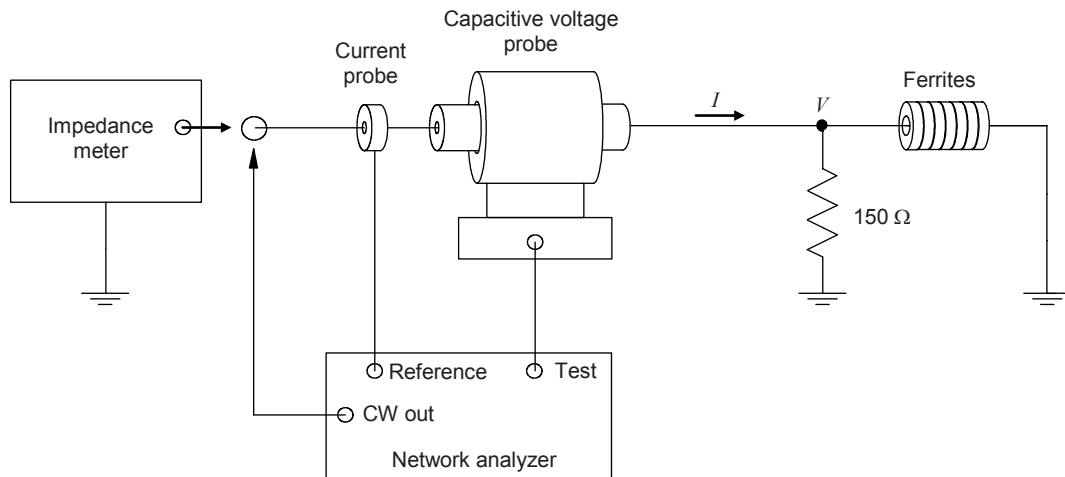 Capacitive voltage
probe
Current
probe
Impedance
meter
I
V
Ferrites
150 Ω
Reference
Test
CW out
Network analyzer